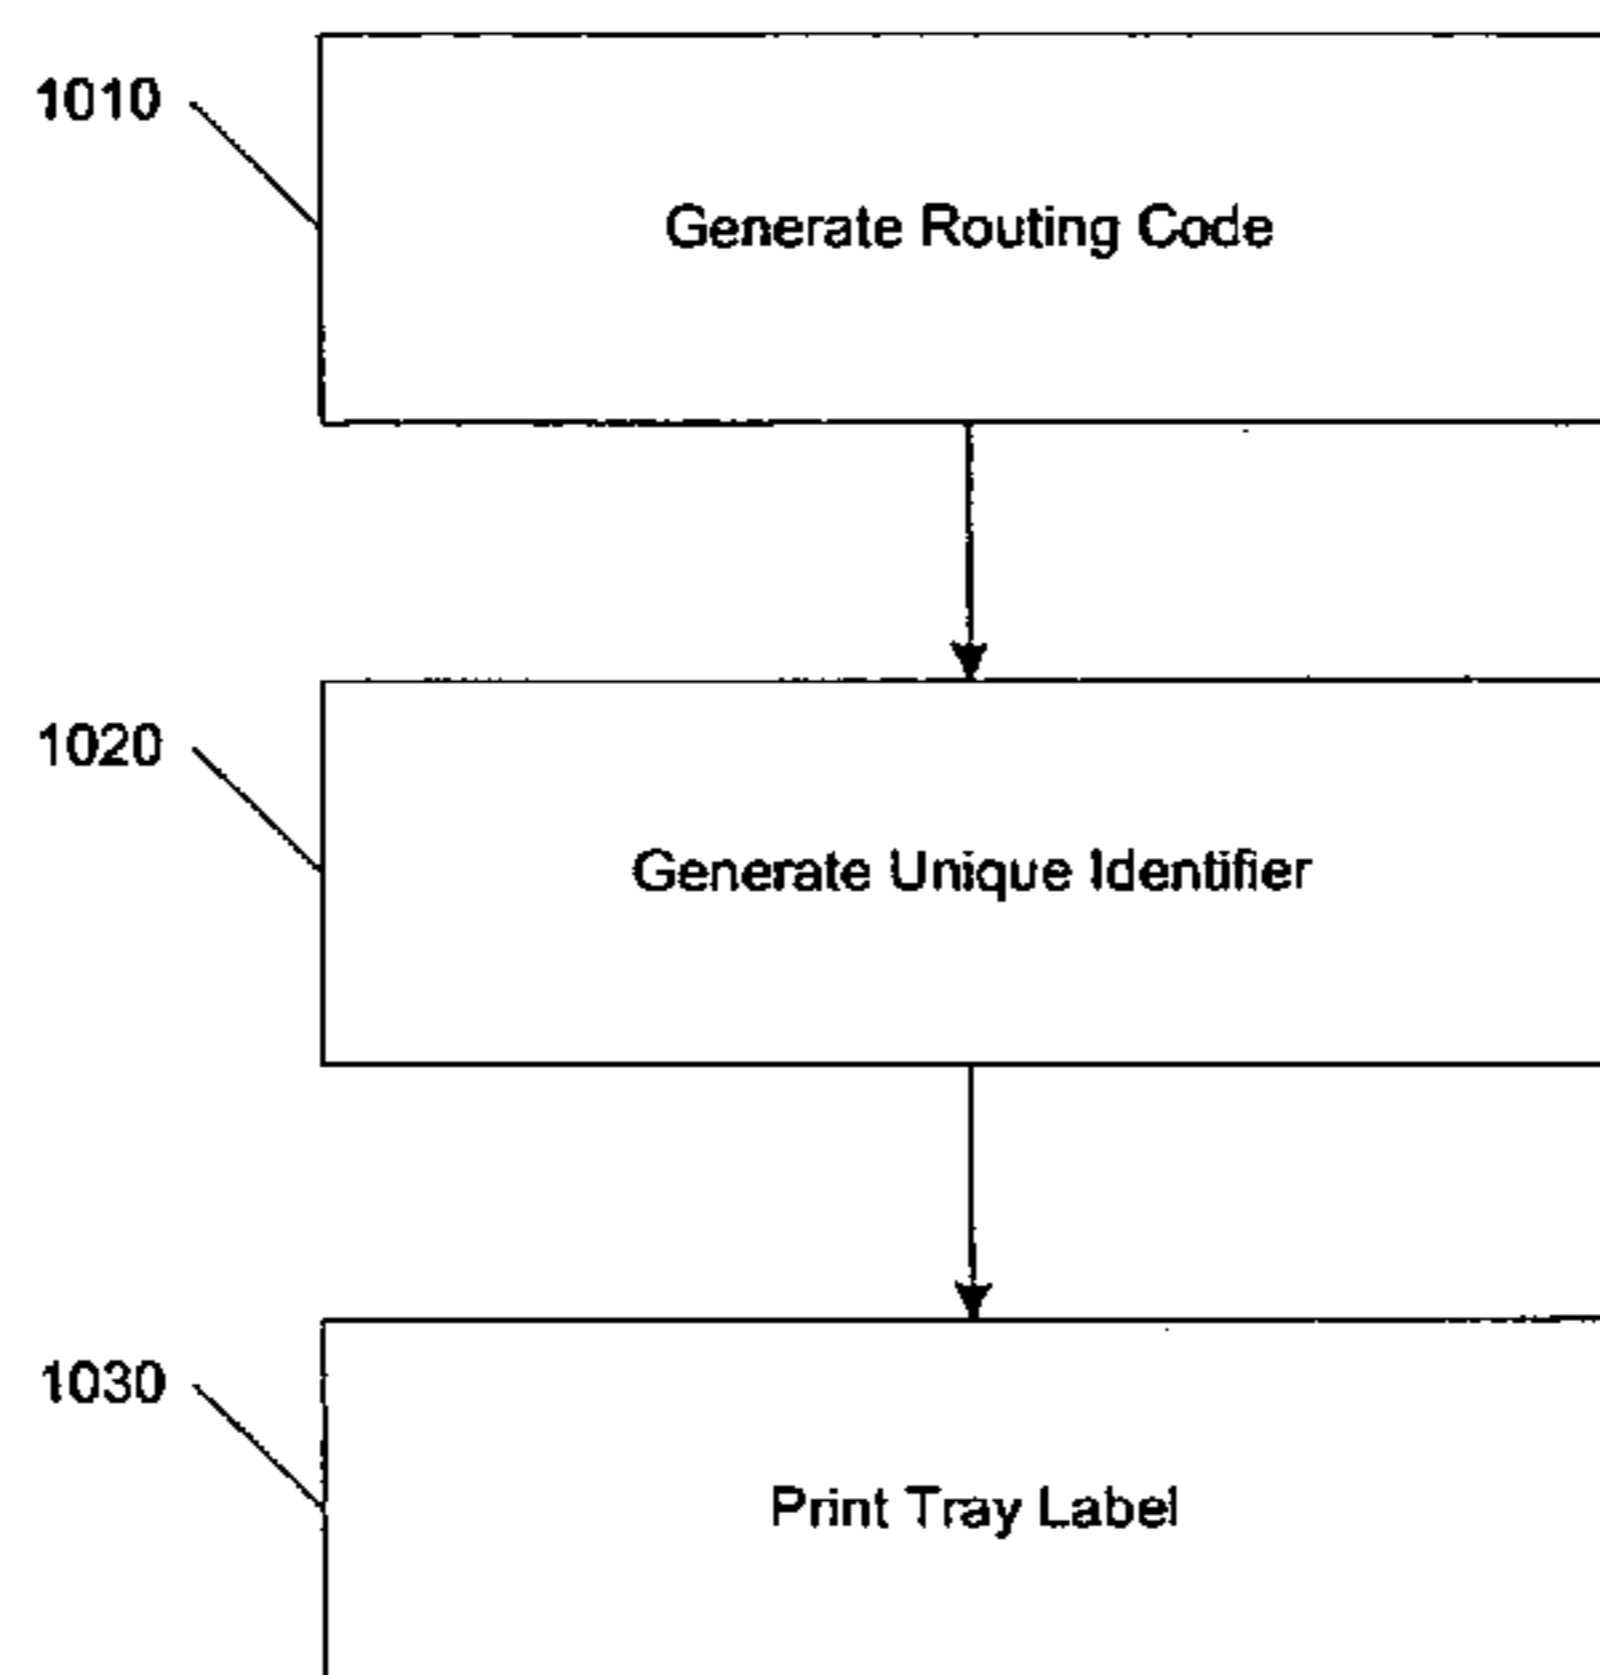 1010
Generate Routing Code
1020
Generate Unique Identifier
1030
Print Tray Label